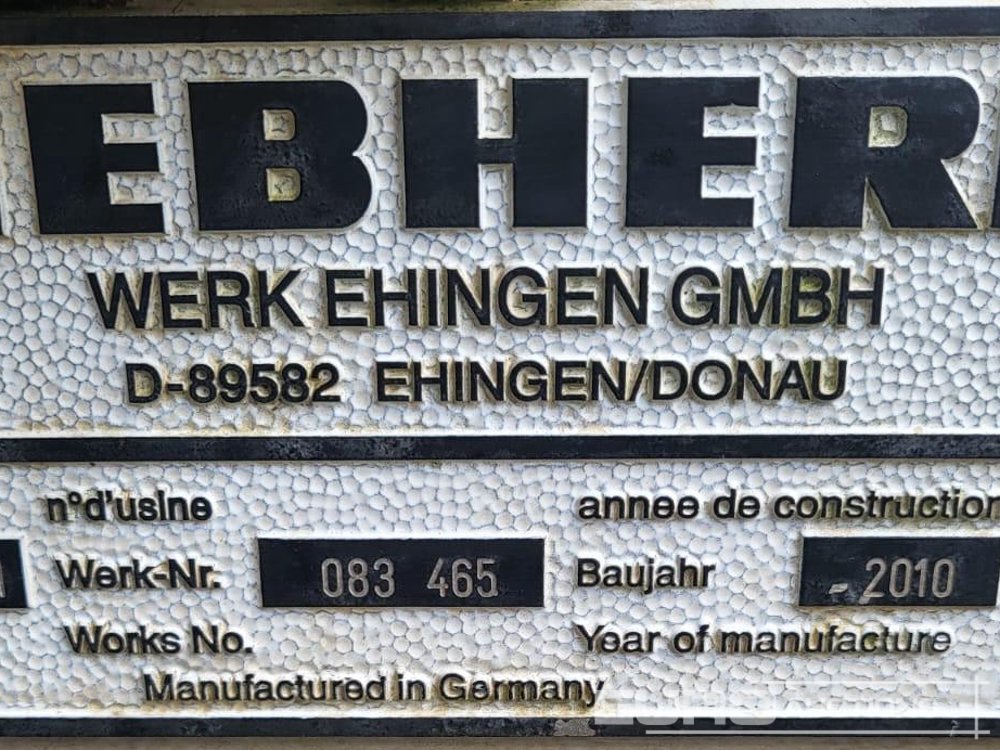 EBHER
WERK EHINGEN GMBH
D-89582 EHINGEN/DONAU
n°d'usine
annee de construction
Werk-Nr.
083 465
Baujahr
- 2010
Works No.
Year of manufacture
Manufactured in Germany